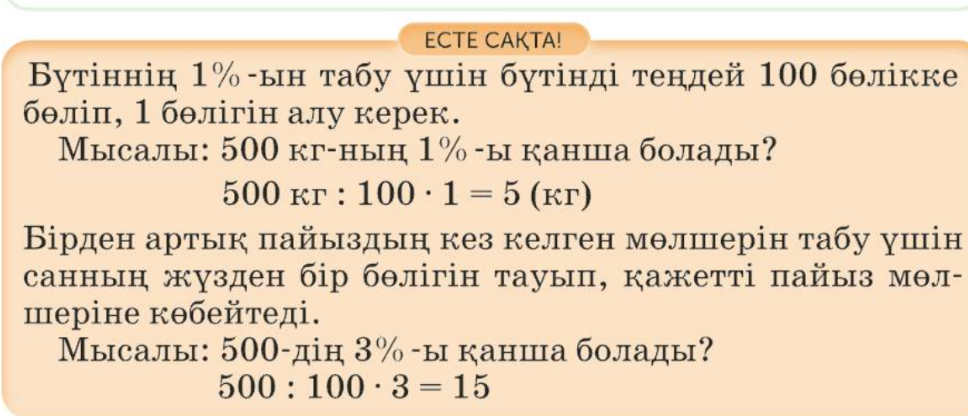 ЕСТЕ САҚТА!
Бүтіннің 1% -ын табу үшін бүтінді теңдей 100 бөлікке
бөліп, 1 бөлігін алу керек.
Мысалы: 500 кг-ның 1% -ы қанша болады?
500 кг : 100 · 1 = 5 (кг)
Бірден артық пайыздың кез келген мөлшерін табу үшін
санның жүзден бір бөлігін тауып, қажетті пайыз мөл-
шеріне көбейтеді.
Мысалы: 500-дің 3% -ы қанша болады?
500 : 100 · 3 = 15